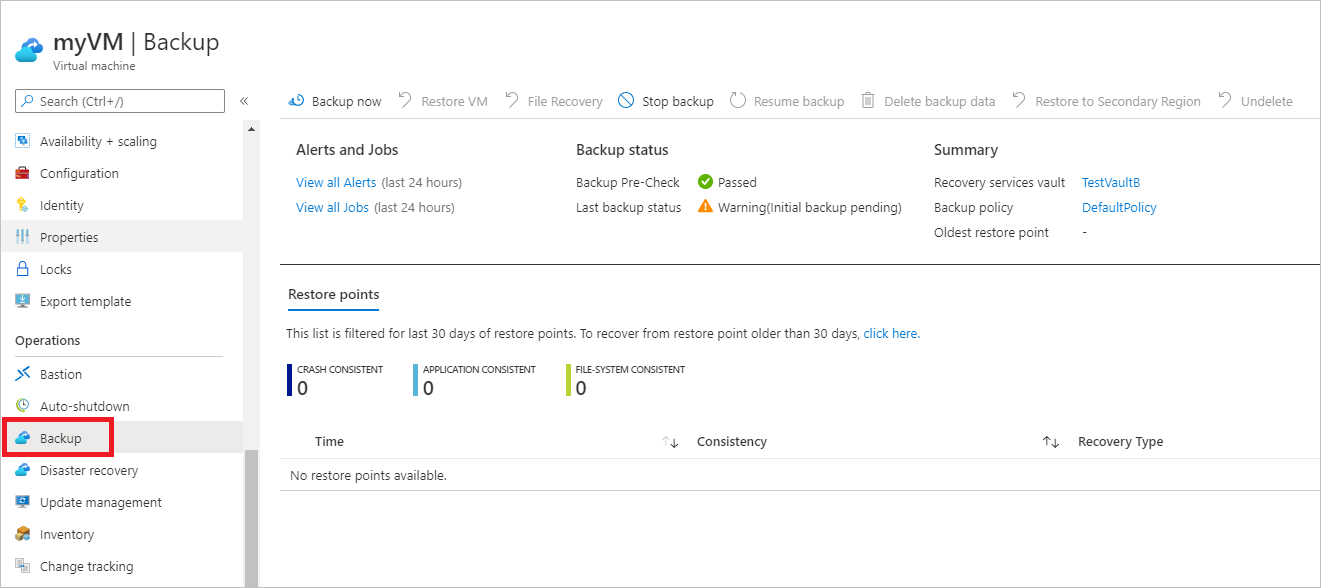 myVM | Backup
Virtual machine
Search (Ctrl+/)
«
Availability + scaling
Configuration
Identity
Properties
Locks
Export template
Operations
Bastion
Auto-shutdown
Backup
Disaster recovery
Update management
Inventory
Change tracking
Backup now Restore VM File Recovery Stop backup Resume backup Delete backup data Restore to Secondary Region Undelete
Alerts and Jobs
View all Alerts (last 24 hours)
View all Jobs (last 24 hours)
Backup status
Backup Pre-Check Passed
Last backup status Warning(Initial backup pending)
Summary
Recovery services vault TestVaultB
Backup policy DefaultPolicy
Oldest restore point -
Restore points
This list is filtered for last 30 days of restore points. To recover from restore point older than 30 days, click here.
CRASH CONSISTENT
0
APPLICATION CONSISTENT
0
FILE-SYSTEM CONSISTENT
0
Time ↑↓ Consistency ↑↓ Recovery Type
No restore points available.